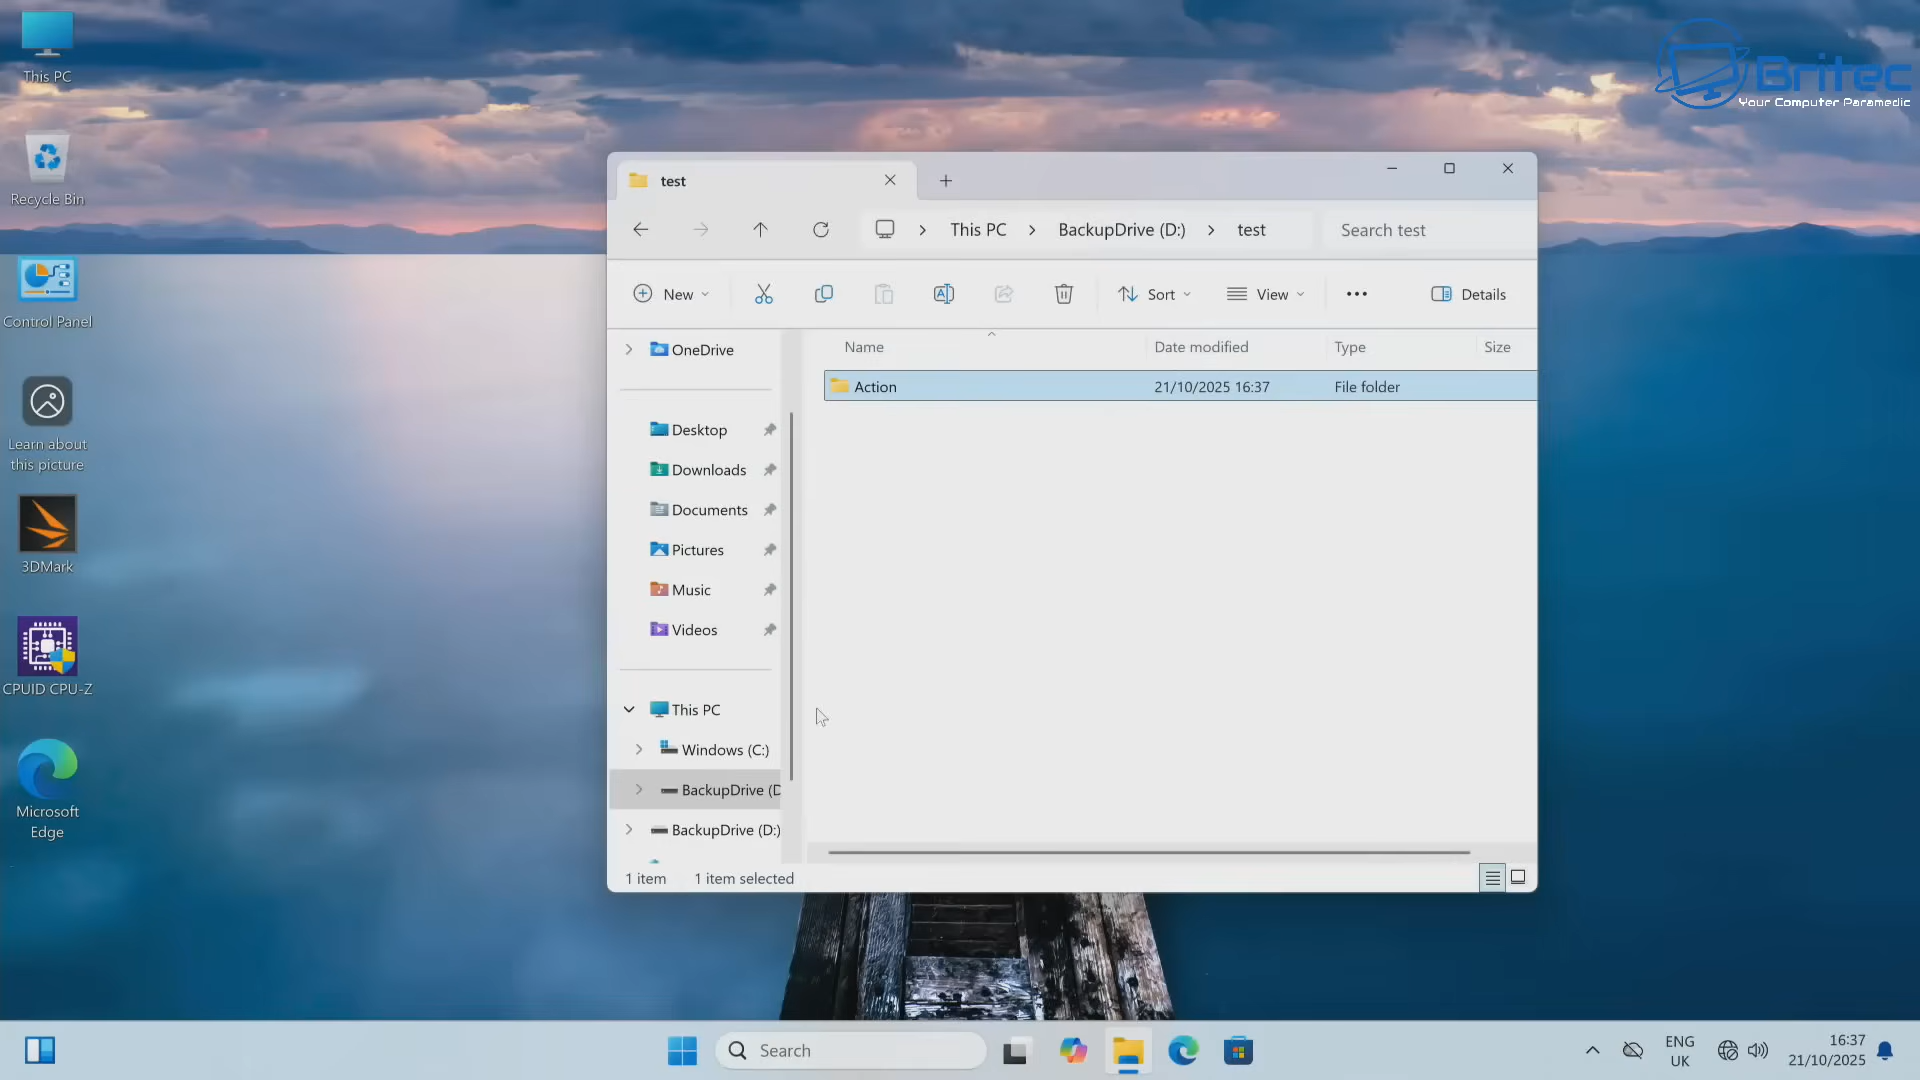 This PC
Recycle Bin
Control Panel
Learn about
this picture
3DMark
CPUID CPU-Z
Microsoft
Edge
Britec
Your Computer Paramedic
test
This PC
BackupDrive (D:)
test
Search test
New
Sort
View
Details
OneDrive
Desktop
Downloads
Documents
Pictures
Music
Videos
This PC
Windows (C:)
BackupDrive (D
BackupDrive (D:)
Name
Date modified
Type
Size
Action
21/10/2025 16:37
File folder
1 item
1 item selected
Search
ENG
UK
16:37
21/10/2025